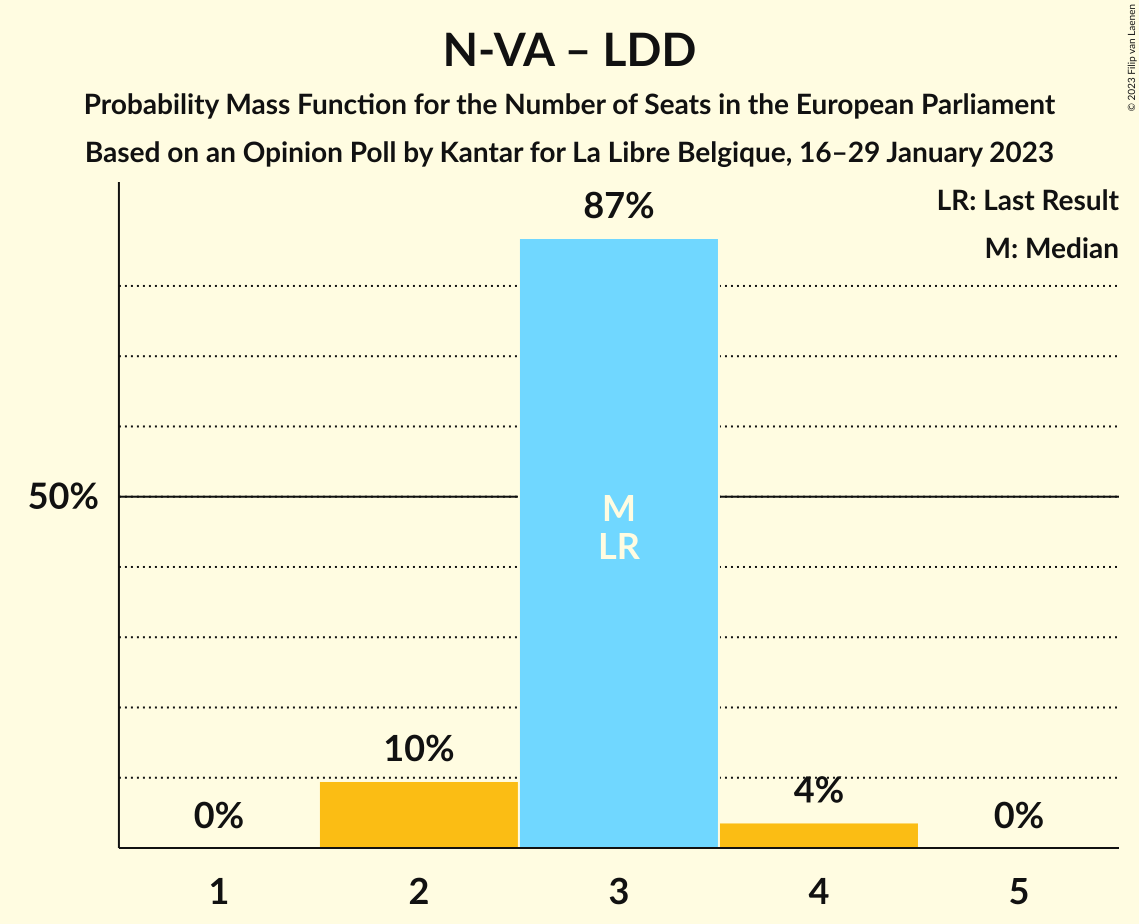 N-VA – LDD
Probability Mass Function for the Number of Seats in the European Parliament
Based on an Opinion Poll by Kantar for La Libre Belgique, 16–29 January 2023
© 2023 Filip van Laenen
LR: Last Result
M: Median
87%
50%
M
LR
10%
4%
0%
0%
1 2 3 4 5